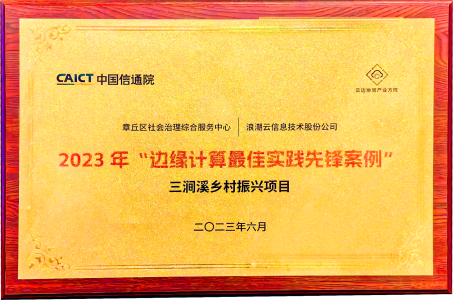 CAICT 中国信通院
章丘区社会治理综合服务中心 | 浪潮云信息技术股份公司
2023 年 “边缘计算最佳实践先锋案例”
三涧溪乡村振兴项目
二〇二三年六月